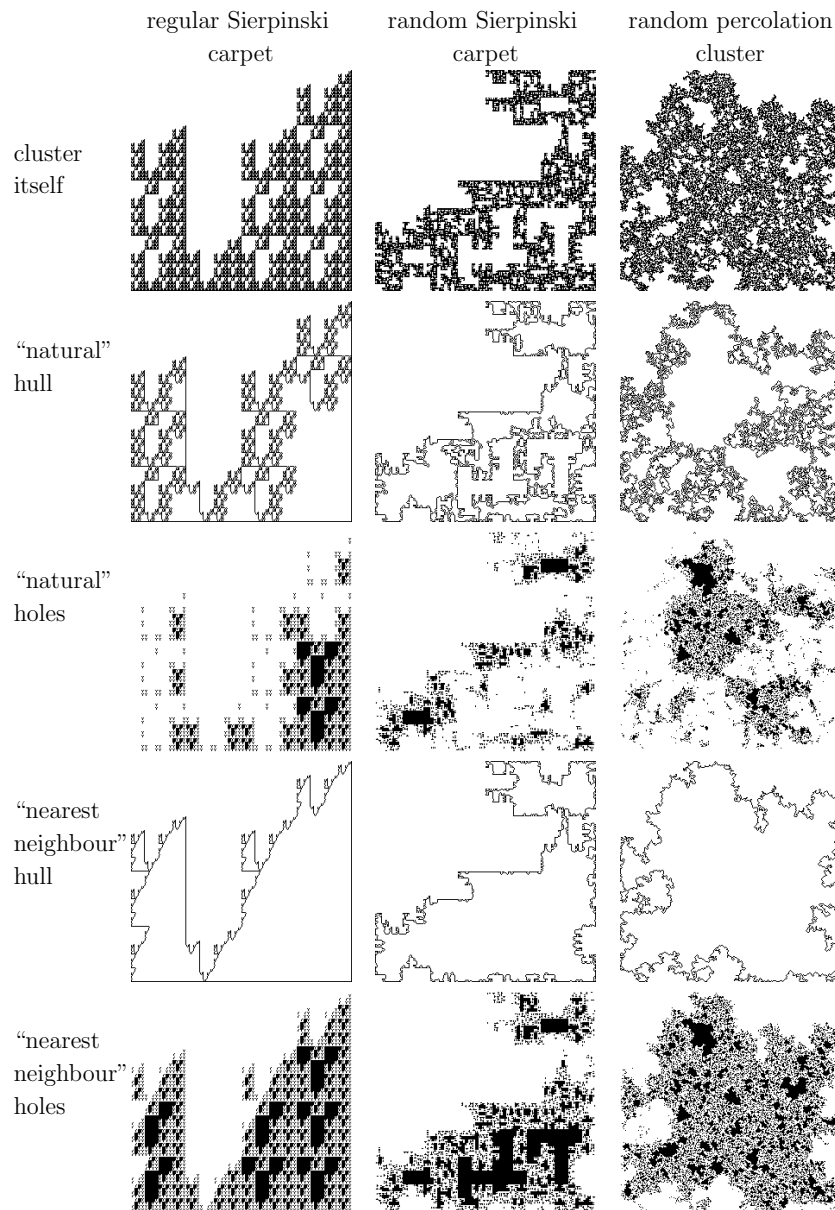 regular Sierpinski
carpet
random Sierpinski
carpet
random percolation
cluster
cluster
itself
“natural”
hull
“natural”
holes
“nearest
neighbour”
hull
“nearest
neighbour”
holes